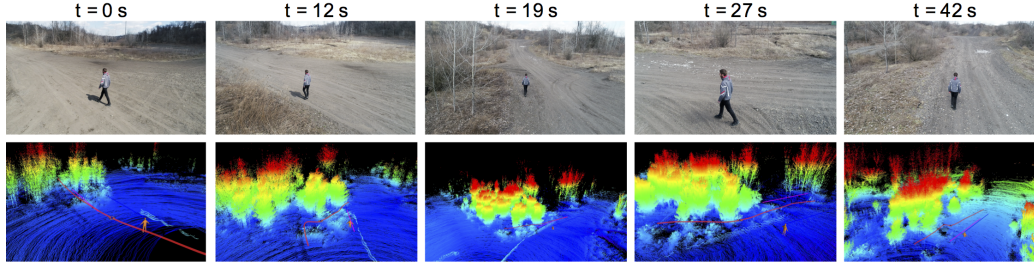 t = 0 s
t = 12 s
t = 19 s
t = 27 s
t = 42 s